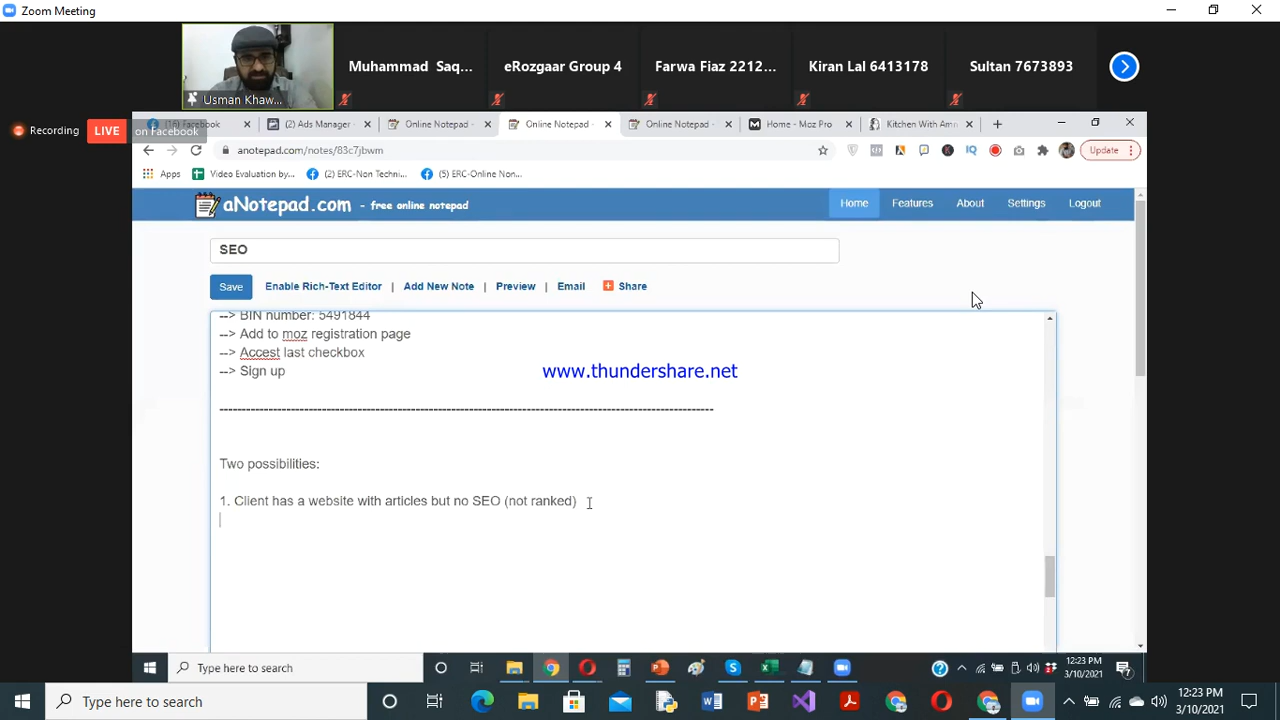 Zoom Meeting
Muhammad Saq...
eRozgaar Group 4
Farwa Fiaz 2212...
Kiran Lal 6413178
Sultan 7673893
Usman Khaw...
Recording
LIVE
on Facebook
(16) Facebook
(2) Ads Manager -
Online Notepad -
Online Notepad -
Online Notepad -
Home - Moz Pro
Kitchen With Amr
anotepad.com/notes/83c7jbwm
Update
Apps
Video Evaluation by...
(2) ERC-Non Techni...
(5) ERC-Online Non...
aNotepad.com - free online notepad
Home
Features
About
Settings
Logout
SEO
Save
Enable Rich-Text Editor | Add New Note | Preview | Email
Share
--> BIN number: 5491844
--> Add to moz registration page
--> Accest last checkbox
--> Sign up
www.thundershare.net
--------------------------------------------------------------------------------------------------------------
Two possibilities:
1. Client has a website with articles but no SEO (not ranked)
Type here to search
12:23 PM
3/10/2021
7
Type here to search
12:23 PM
3/10/2021